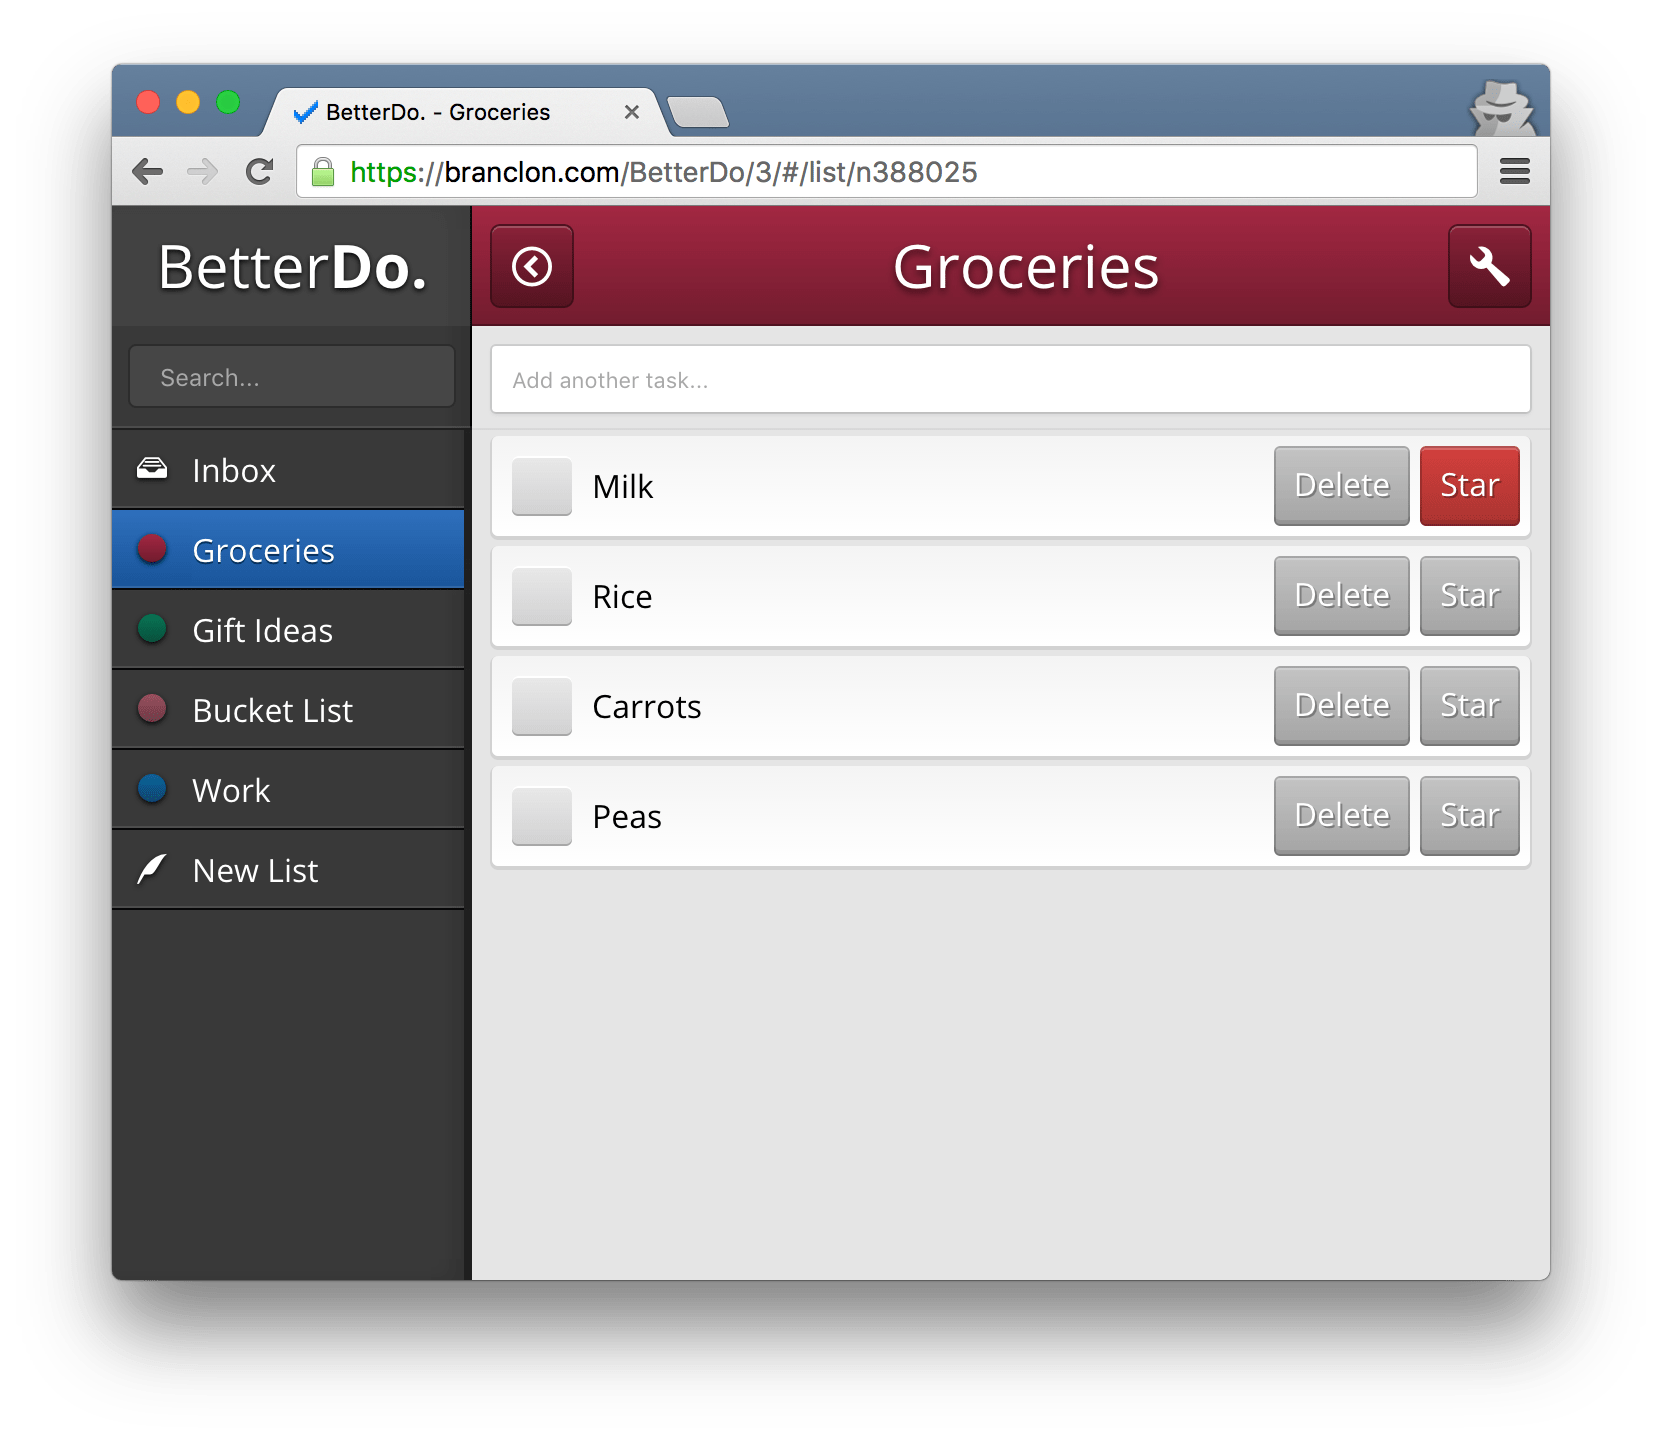 BetterDo. - Groceries
https://branclon.com/BetterDo/3/#/list/n388025
BetterDo.
Groceries
Search...
Add another task...
Inbox
Groceries
Gift Ideas
Bucket List
Work
New List
Milk Delete Star
Rice Delete Star
Carrots Delete Star
Peas Delete Star